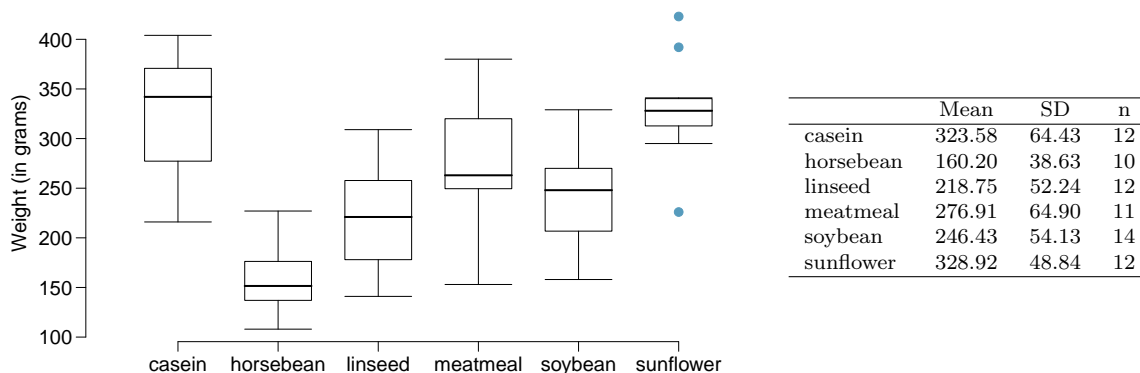 Weight (in grams)
400
350
300
250
200
150
100
casein horsebean linseed meatmeal soybean sunflower
Mean SD n
casein 323.58 64.43 12
horsebean 160.20 38.63 10
linseed 218.75 52.24 12
meatmeal 276.91 64.90 11
soybean 246.43 54.13 14
sunflower 328.92 48.84 12